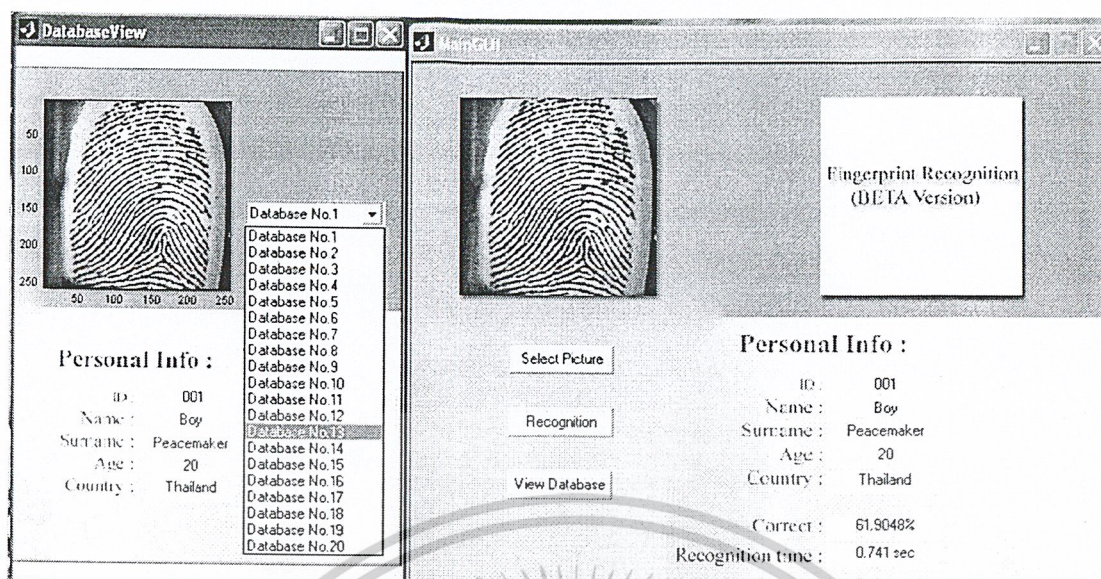 DatabaseView
50
100
150
200
250
50 100 150 200 250
Database No.1
Database No.1
Database No.2
Database No.3
Database No.4
Database No.5
Database No.6
Database No.7
Database No.8
Database No.9
Database No.10
Database No.11
Database No.12
Database No.13
Database No.14
Database No.15
Database No.16
Database No.17
Database No.18
Database No.19
Database No.20
Personal Info :
ID : 001
Name : Boy
Surname : Peacemaker
Age : 20
Country : Thailand
MainGUI
Fingerprint Recognition
(BETA Version)
Select Picture
Recognition
View Database
Personal Info :
ID : 001
Name : Boy
Surname : Peacemaker
Age : 20
Country : Thailand
Correct : 61.9048%
Recognition time : 0.741 sec